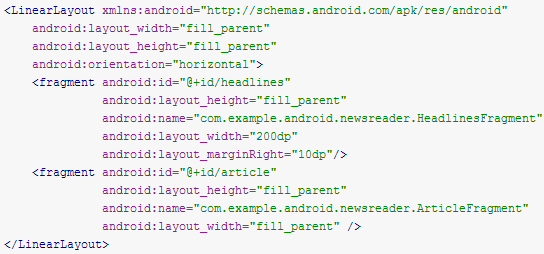 <LinearLayout xmlns:android="http://schemas.android.com/apk/res/android"
    android:layout_width="fill_parent"
    android:layout_height="fill_parent"
    android:orientation="horizontal">
    <fragment android:id="@+id/headlines"
              android:layout_height="fill_parent"
              android:name="com.example.android.newsreader.HeadlinesFragment"
              android:layout_width="200dp"
              android:layout_marginRight="10dp"/>
    <fragment android:id="@+id/article"
              android:layout_height="fill_parent"
              android:name="com.example.android.newsreader.ArticleFragment"
              android:layout_width="fill_parent" />
</LinearLayout>